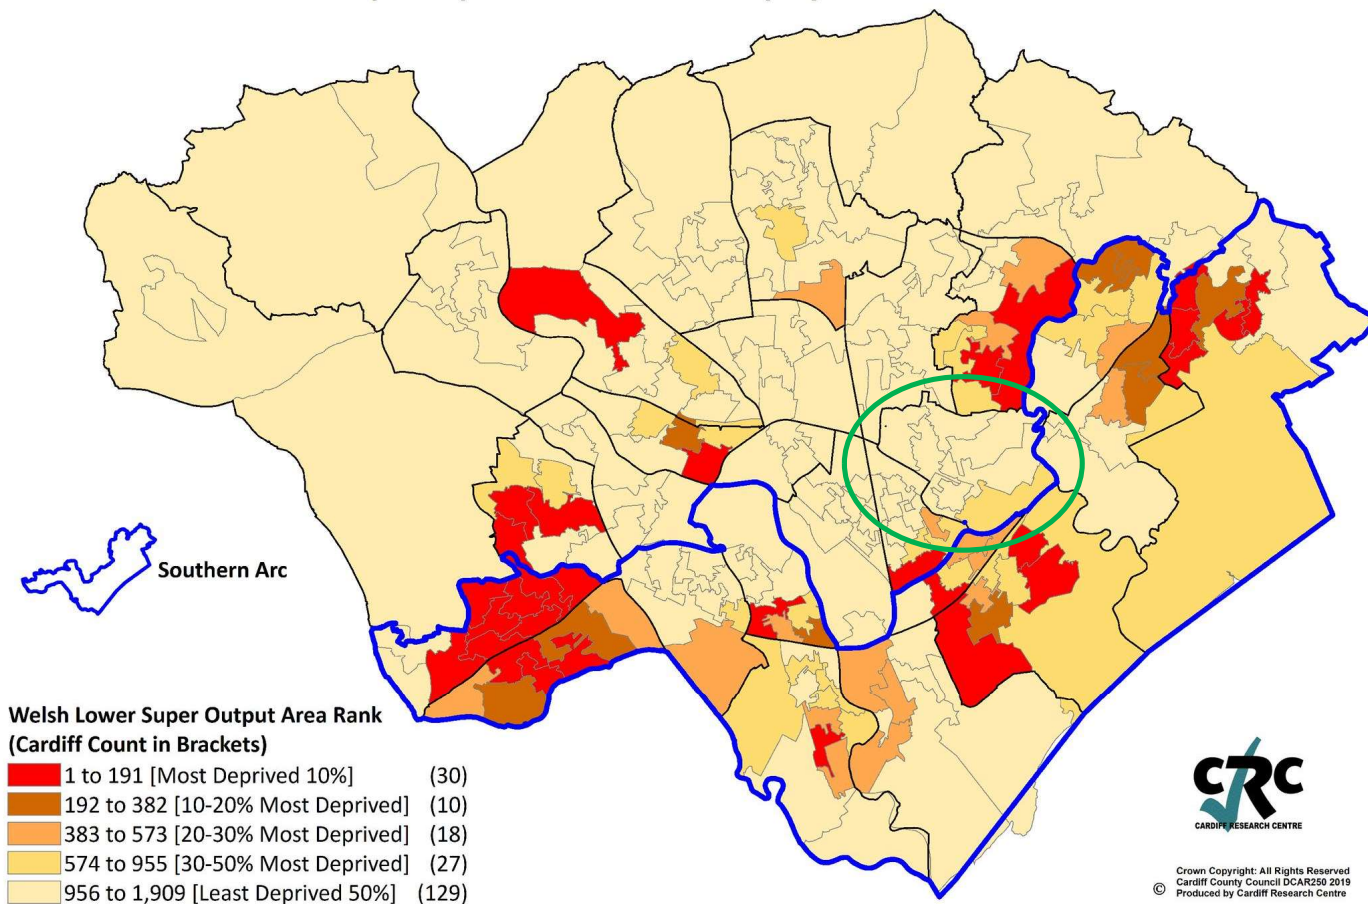 Southern Arc
Welsh Lower Super Output Area Rank
(Cardiff Count in Brackets)
1 to 191 [Most Deprived 10%] (30)
192 to 382 [10-20% Most Deprived] (10)
383 to 573 [20-30% Most Deprived] (18)
574 to 955 [30-50% Most Deprived] (27)
956 to 1,909 [Least Deprived 50%] (129)
CRC
CARDIFF RESEARCH CENTRE
Crown Copyright: All Rights Reserved
Cardiff County Council DCAR250 2019
© Produced by Cardiff Research Centre